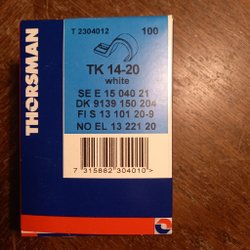 THORSMAN
T 2304012 100
TK 14-20
white
SE E 15 040 21
DK 9139 150 204
FI S 13 101 20-9
NO EL 13 221 20
7 315662 304010 >